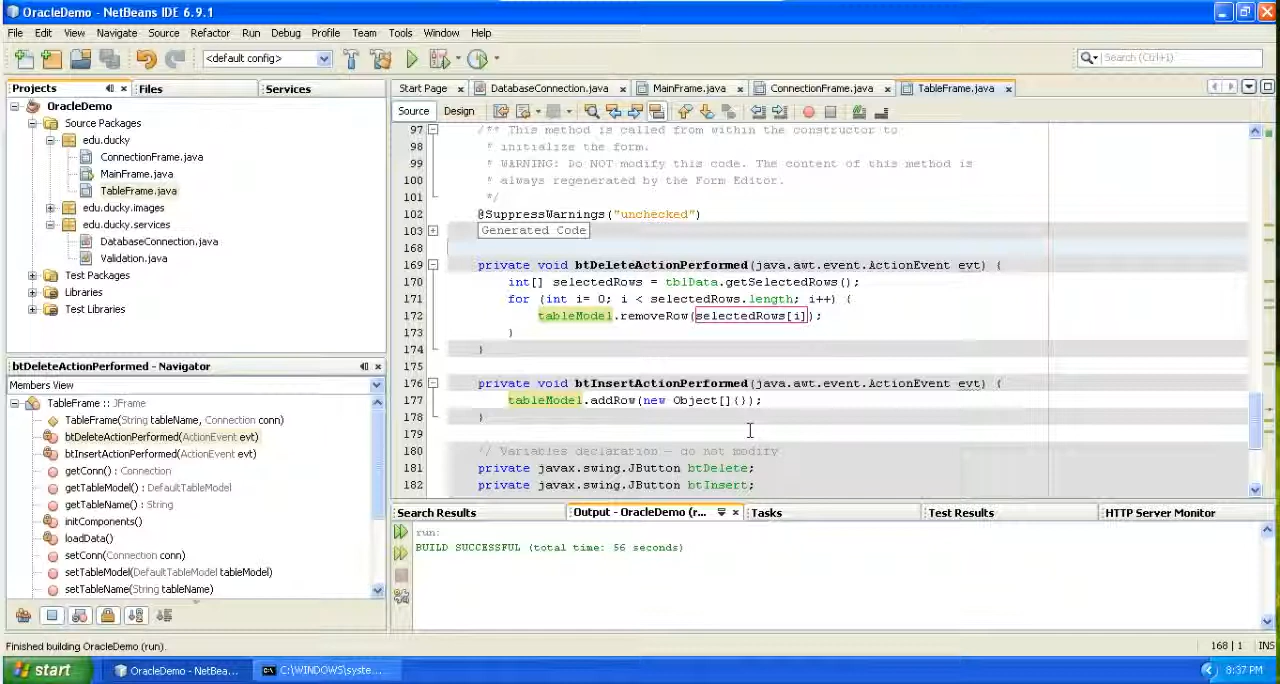 OracleDemo - NetBeans IDE 6.9.1
File Edit View Navigate Source Refactor Run Debug Profile Team Tools Window Help
<default config> Search (Ctrl+I)
Projects Files Services
Start Page DatabaseConnection.java MainFrame.java ConnectionFrame.java TableFrame.java
Source Design
OracleDemo
Source Packages
edu.ducky
ConnectionFrame.java
MainFrame.java
TableFrame.java
edu.ducky.images
edu.ducky.services
DatabaseConnection.java
Validation.java
Test Packages
Libraries
Test Libraries
97 /** This method is called from within the constructor to
98 * initialize the form.
99 * WARNING: Do NOT modify this code. The content of this method is
100 * always regenerated by the Form Editor.
101 */
102 @SuppressWarnings("unchecked")
103 Generated Code
168
169 private void btDeleteActionPerformed(java.awt.event.ActionEvent evt) {
170 int[] selectedRows = tblData.getSelectedRows();
171 for (int i= 0; i < selectedRows.length; i++) {
172 tableModel.removeRow(selectedRows[i]);
173 }
174 }
175
176 private void btInsertActionPerformed(java.awt.event.ActionEvent evt) {
177 tableModel.addRow(new Object[]{});
178 }
179
180 // Variables declaration - do not modify
181 private javax.swing.JButton btDelete;
182 private javax.swing.JButton btInsert;
btDeleteActionPerformed - Navigator
Members View
TableFrame :: JFrame
TableFrame(String tableName, Connection conn)
btDeleteActionPerformed(ActionEvent evt)
btInsertActionPerformed(ActionEvent evt)
getConn() : Connection
getTableModel() : DefaultTableModel
getTableName() : String
initComponents()
loadData()
setConn(Connection conn)
setTableModel(DefaultTableModel tableModel)
setTableName(String tableName)
Search Results Output - OracleDemo (r... Tasks Test Results HTTP Server Monitor
run:
BUILD SUCCESSFUL (total time: 56 seconds)
Finished building OracleDemo (run).
168 | 1 INS
start OracleDemo - NetBea... C:\WINDOWS\syste... 8:37 PM